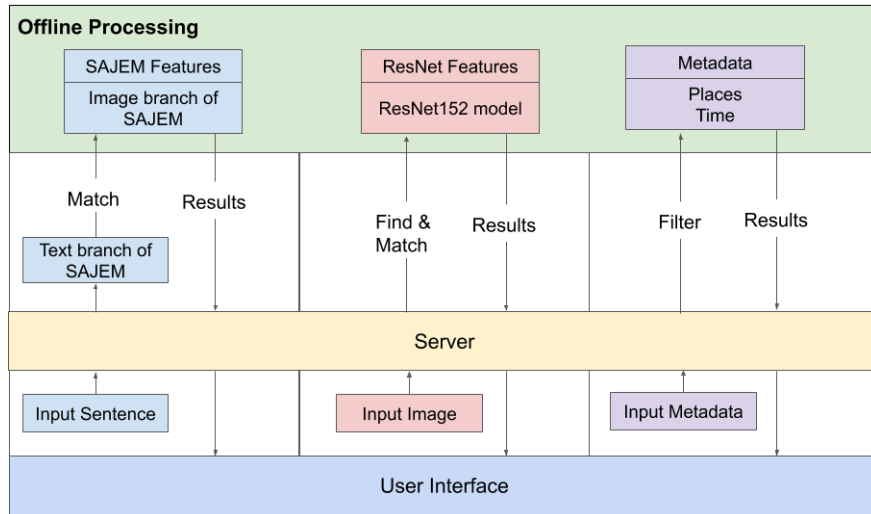 Offline Processing
SAJEM Features
Image branch of
SAJEM
ResNet Features
ResNet152 model
Metadata
Places
Time
Match
Results
Find &
Match
Results
Filter
Results
Text branch of
SAJEM
Server
Input Sentence
Input Image
Input Metadata
User Interface